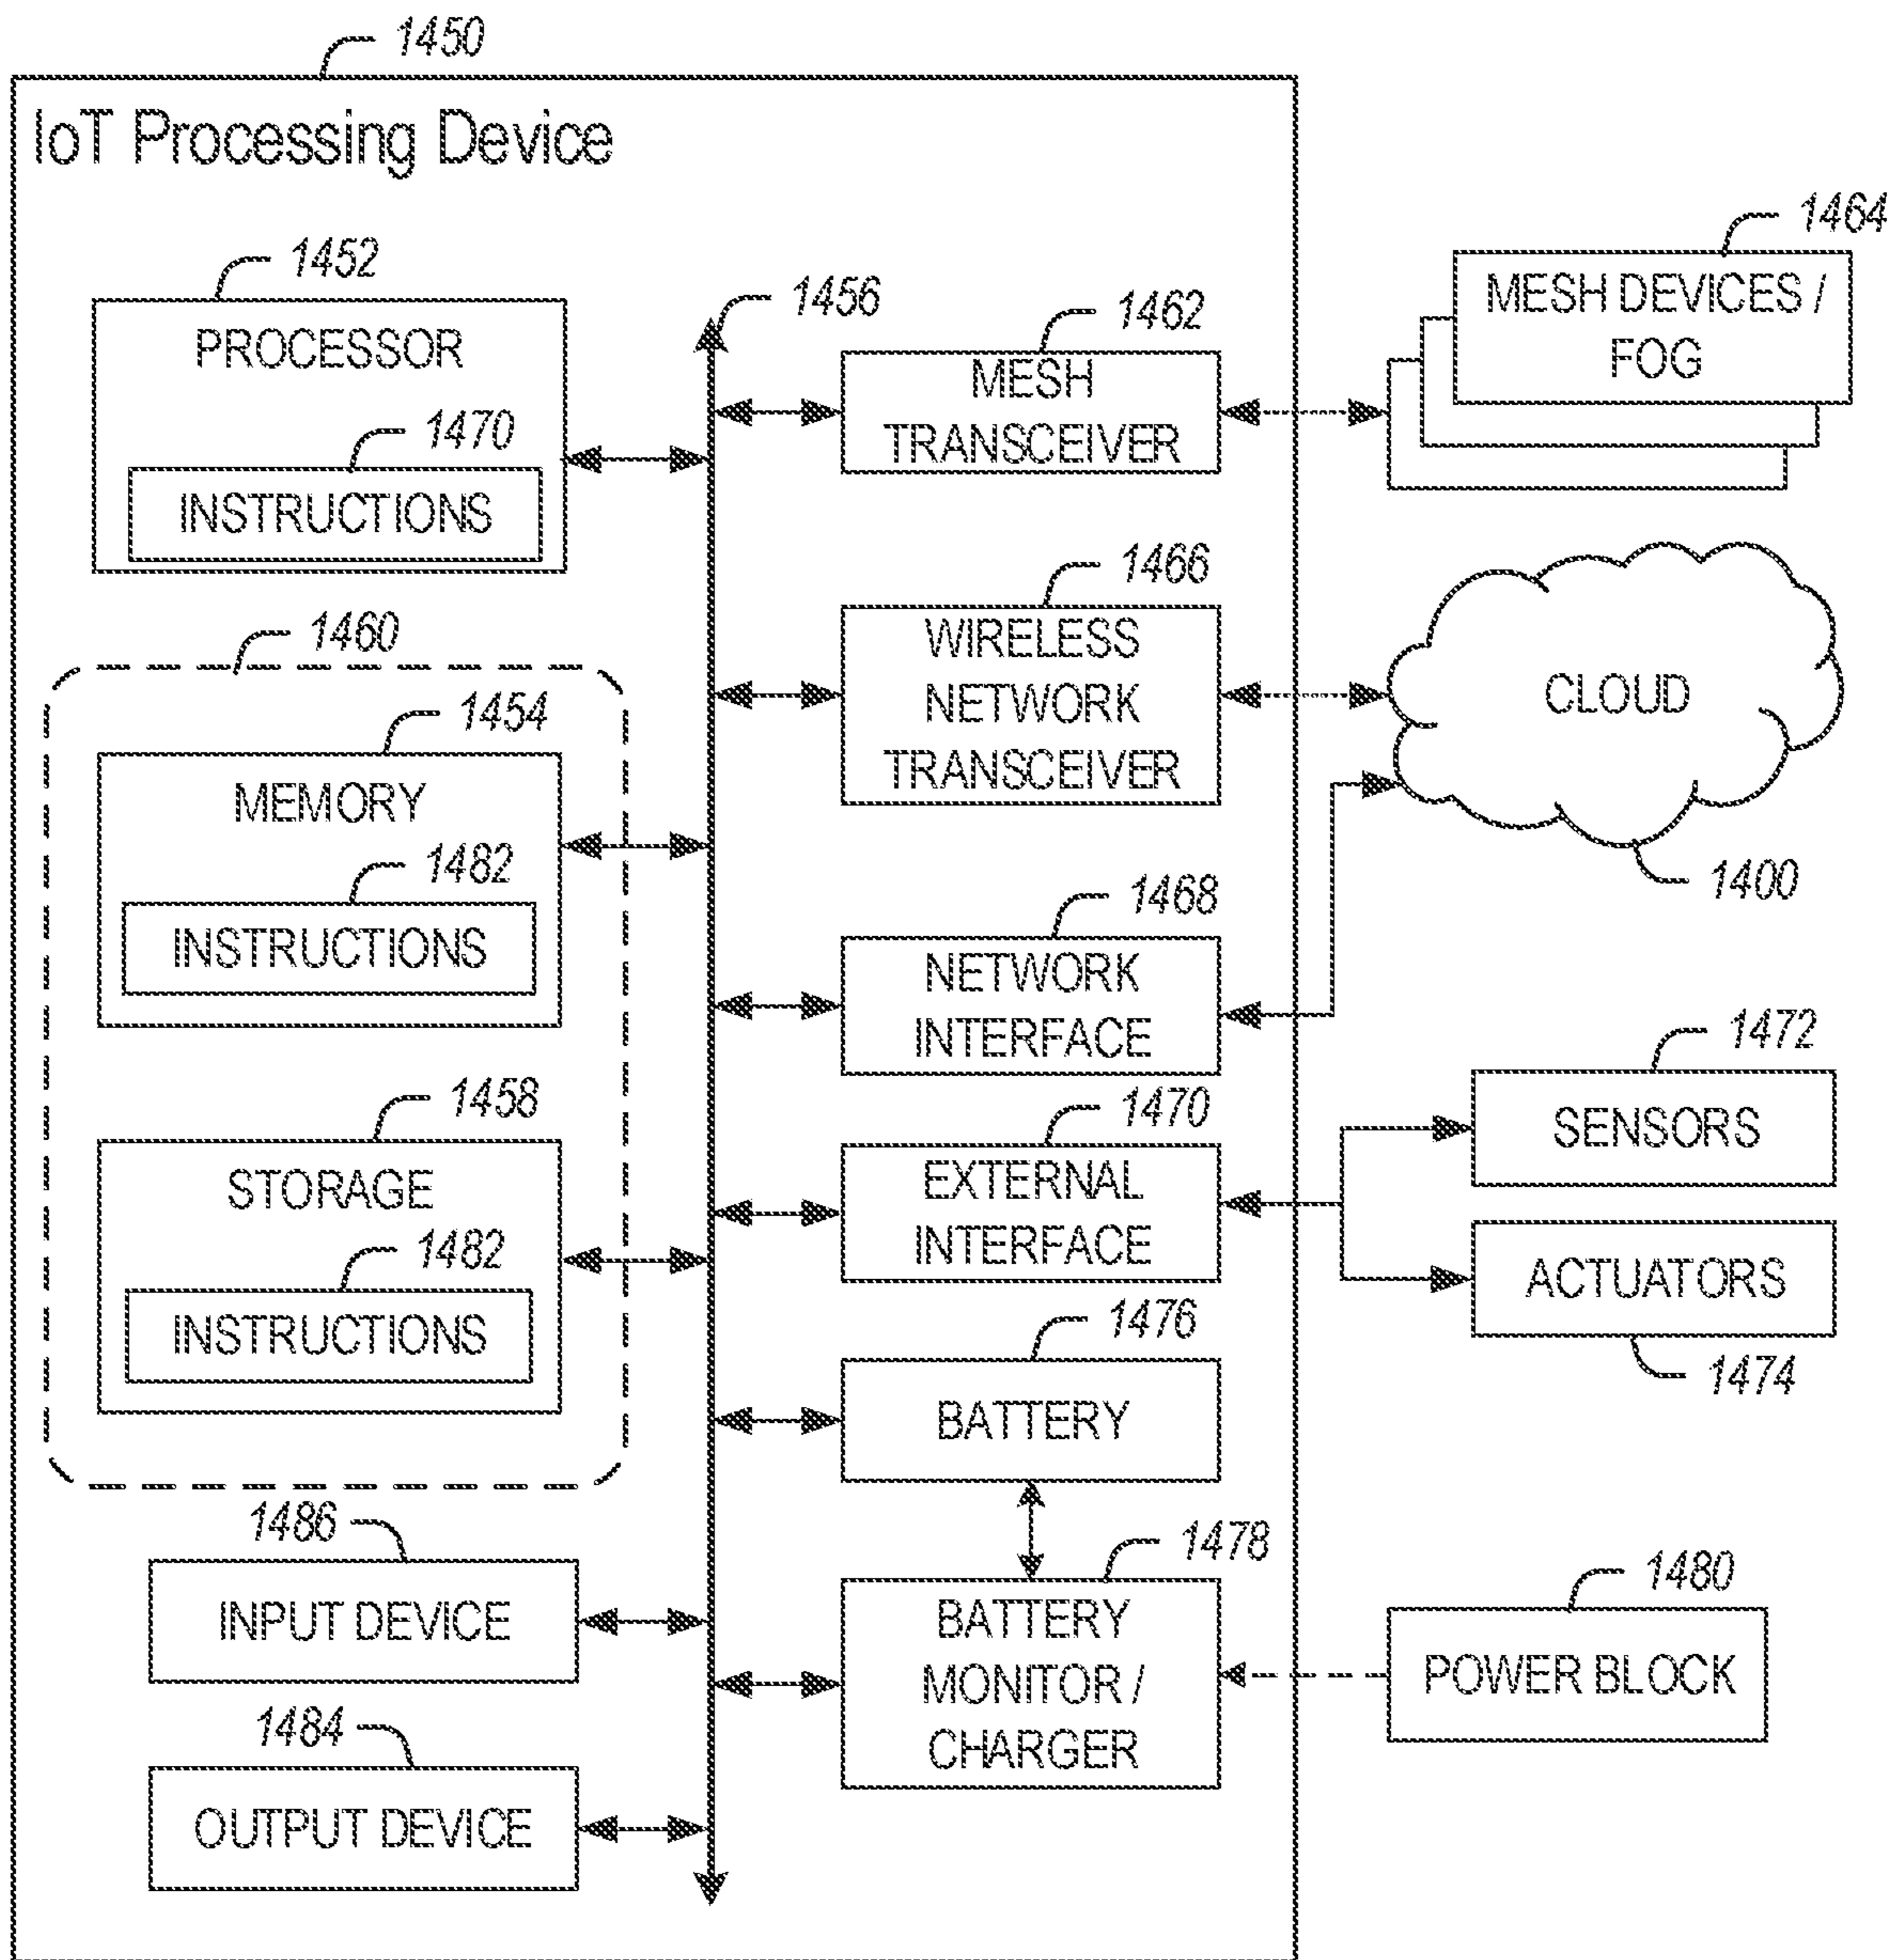 1450
IoT Processing Device
1452
PROCESSOR
1470
INSTRUCTIONS
1460
1454
MEMORY
1482
INSTRUCTIONS
1458
STORAGE
1482
INSTRUCTIONS
1486
INPUT DEVICE
1484
OUTPUT DEVICE
1456
1462
MESH
TRANSCEIVER
1466
WIRELESS
NETWORK
TRANSCEIVER
1468
NETWORK
INTERFACE
1470
EXTERNAL
INTERFACE
1476
BATTERY
1478
BATTERY
MONITOR /
CHARGER
1464
MESH DEVICES /
FOG
CLOUD
1400
1472
SENSORS
ACTUATORS
1474
1480
POWER BLOCK